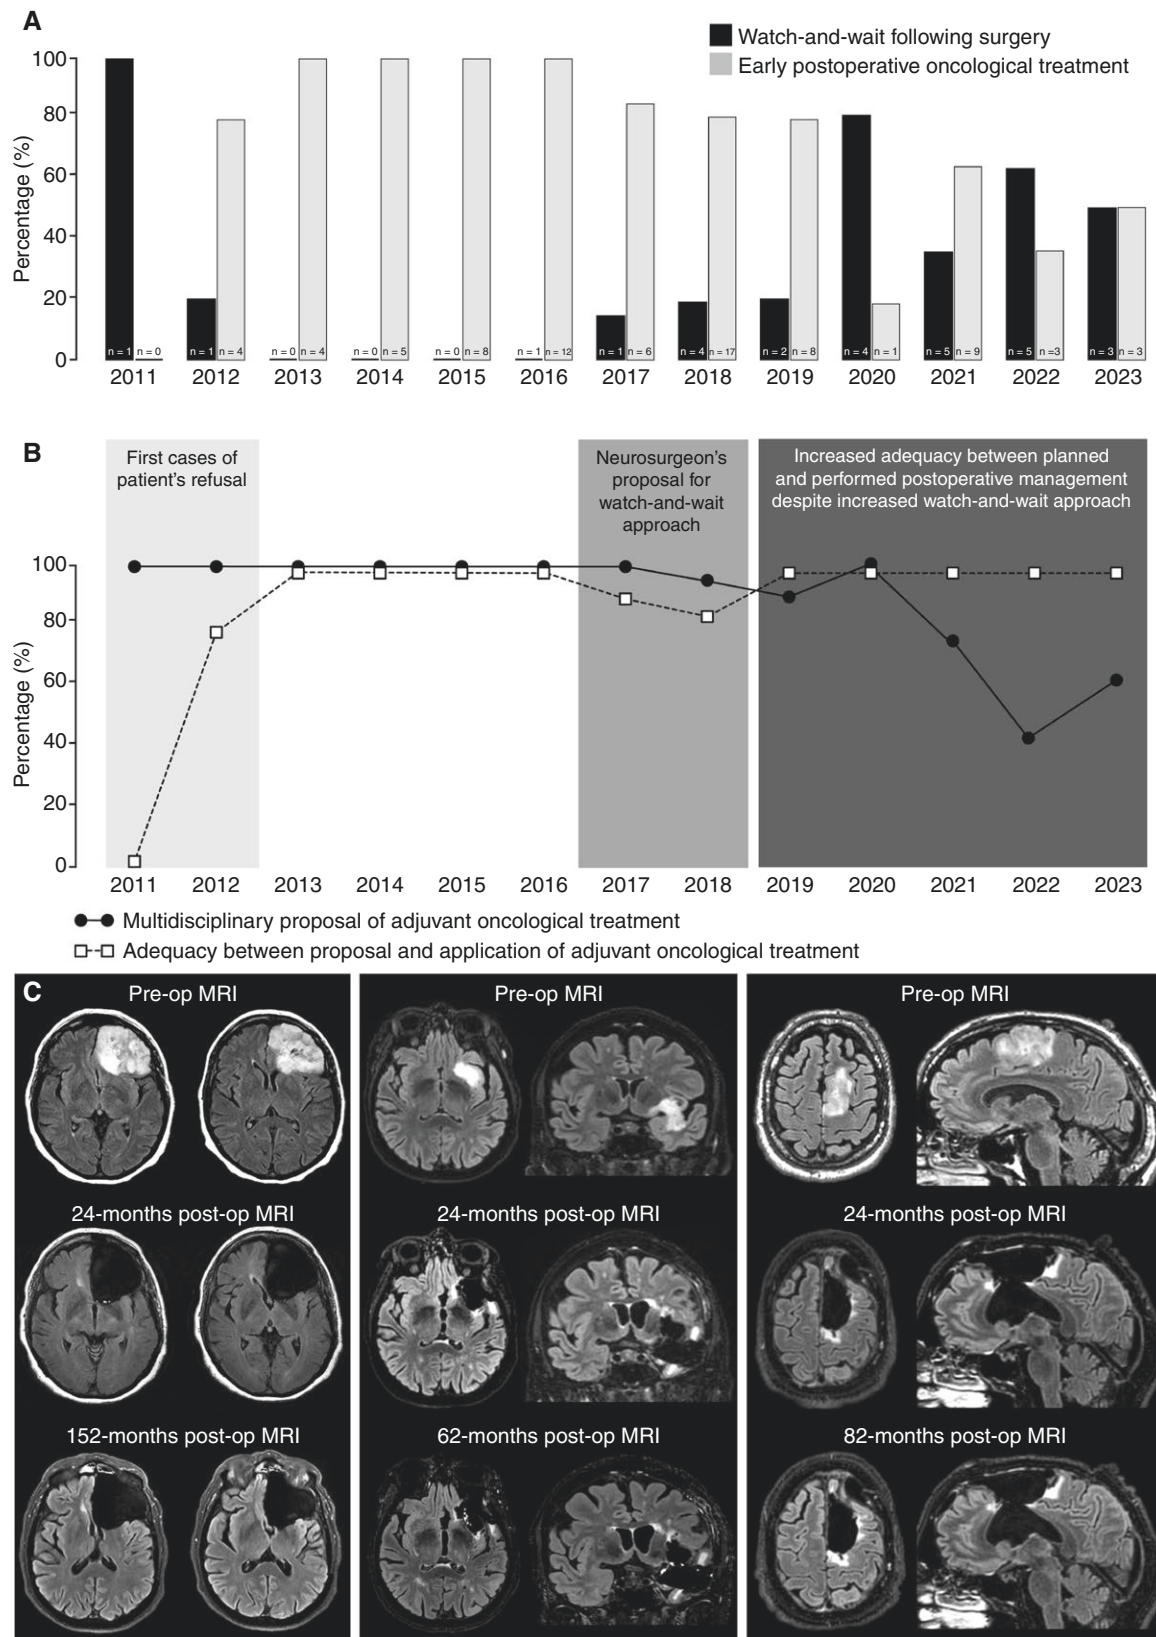 A
Watch-and-wait following surgery
Early postoperative oncological treatment
Percentage (%)
100
80
60
40
20
0
n = 1 n = 0 n = 1 n = 4 n = 0 n = 4 n = 0 n = 5 n = 0 n = 8 n = 1 n = 12 n = 1 n = 6 n = 4 n = 17 n = 2 n = 8 n = 4 n = 1 n = 5 n = 9 n = 5 n =3 n = 3 n = 3
2011 2012 2013 2014 2015 2016 2017 2018 2019 2020 2021 2022 2023
B
First cases of
patient's refusal
Neurosurgeon's
proposal for
watch-and-wait
approach
Increased adequacy between planned
and performed postoperative management
despite increased watch-and-wait approach
Percentage (%)
100
80
60
40
20
0
2011 2012 2013 2014 2015 2016 2017 2018 2019 2020 2021 2022 2023
Multidisciplinary proposal of adjuvant oncological treatment
Adequacy between proposal and application of adjuvant oncological treatment
C
Pre-op MRI Pre-op MRI Pre-op MRI
24-months post-op MRI 24-months post-op MRI 24-months post-op MRI
152-months post-op MRI 62-months post-op MRI 82-months post-op MRI